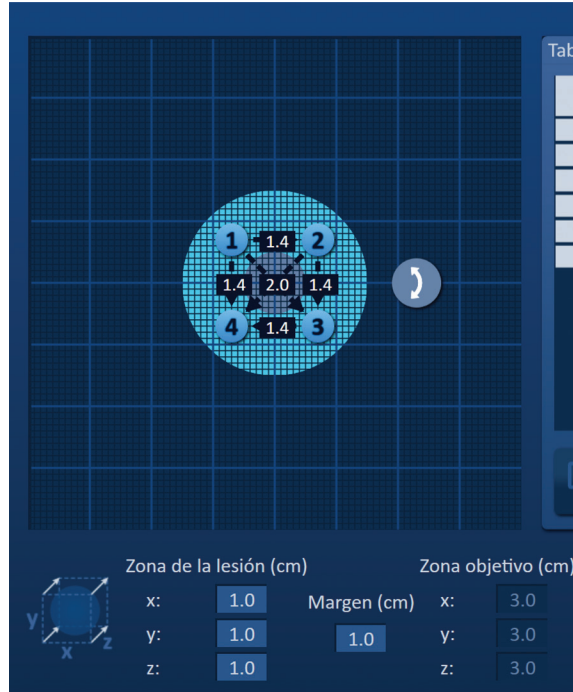 Tab
1 1.4 2
1.4 2.0 1.4
4 1.4 3
Zona de la lesión (cm) Zona objetivo (cm)
x: 1.0 Margen (cm) x: 3.0
y: 1.0 1.0 y: 3.0
z: 1.0 z: 3.0
y
x z